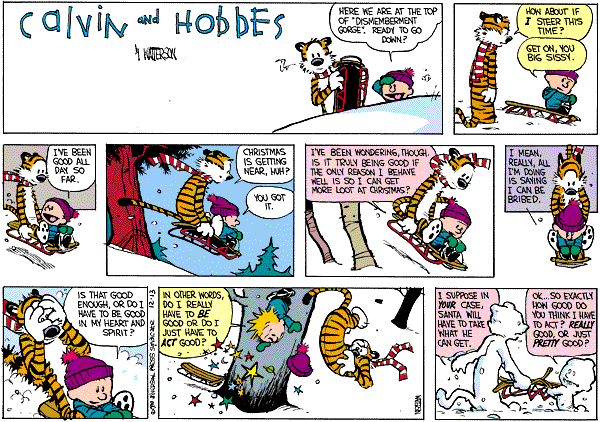 CALVIN and HOBBES
BY WATTERSON
HERE WE ARE AT THE TOP
OF "DISMEMBERMENT
GORGE". READY TO GO
DOWN?
HOW ABOUT IF
I STEER THIS
TIME?
GET ON, YOU
BIG SISSY.
I'VE BEEN
GOOD ALL
DAY SO
FAR.
CHRISTMAS
IS GETTING
NEAR, HUH?
YOU GOT
IT.
I'VE BEEN WONDERING, THOUGH.
IS IT TRULY BEING GOOD IF
THE ONLY REASON I BEHAVE
WELL IS SO I CAN GET
MORE LOOT AT CHRISTMAS?
I MEAN,
REALLY, ALL
I'M DOING
IS SAYING
I CAN BE
BRIBED.
IS THAT GOOD
ENOUGH, OR DO I
HAVE TO BE GOOD
IN MY HEART AND
SPIRIT?
12-23
UNIVERSAL PRESS SYNDICATE
IN OTHER WORDS,
DO I REALLY
HAVE TO BE
GOOD OR DO I
JUST HAVE TO
ACT GOOD?
I SUPPOSE IN
YOUR CASE,
SANTA WILL
HAVE TO TAKE
WHAT HE
CAN GET.
OK...SO EXACTLY
HOW GOOD DO
YOU THINK I HAVE
TO ACT? REALLY
GOOD, OR JUST
PRETTY GOOD?